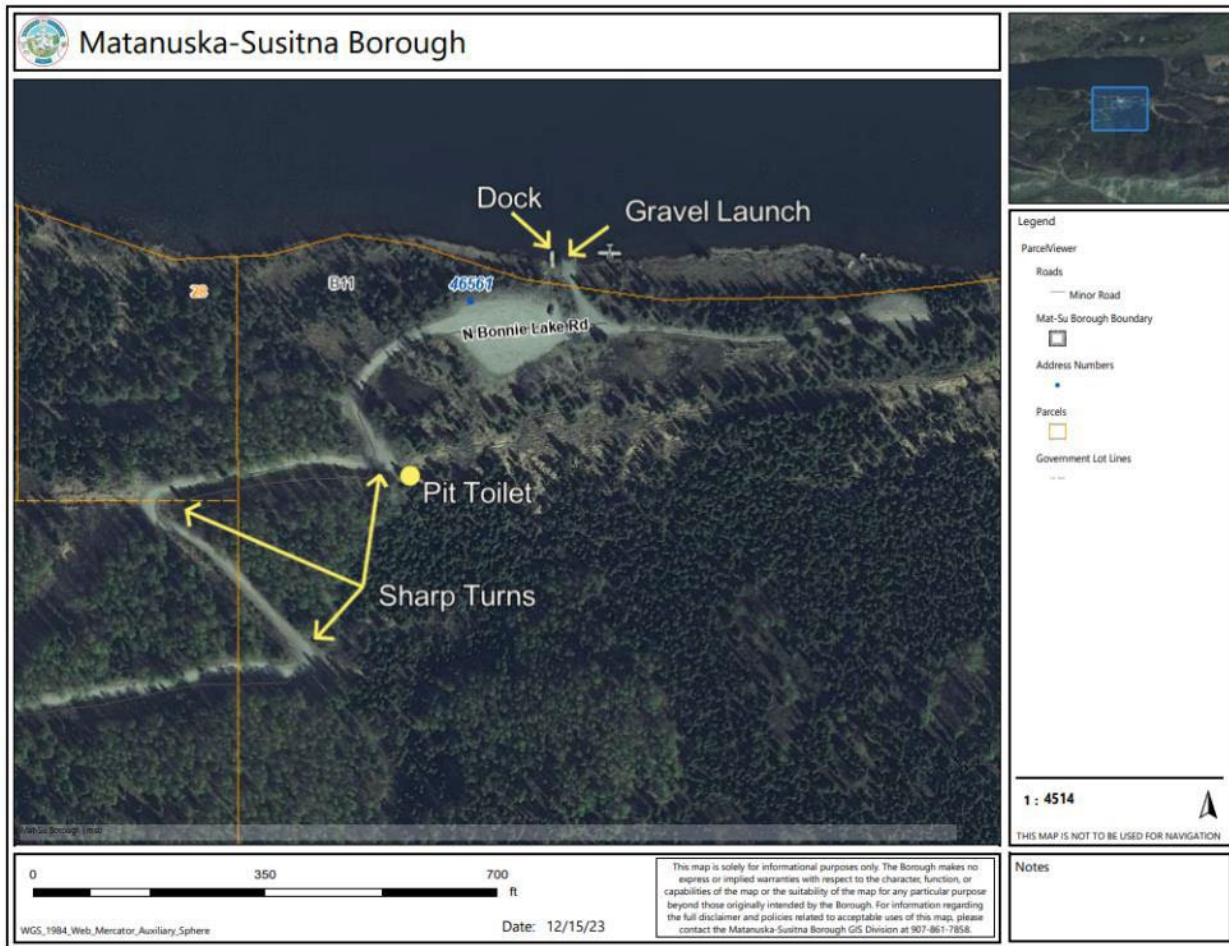 Matanuska-Susitna Borough
Dock
Gravel Launch
28
B11
46561
N Bonnie Lake Rd
Pit Toilet
Sharp Turns
Mat-Su Borough | msb
Legend
ParcelViewer
Roads
Minor Road
Mat-Su Borough Boundary
Address Numbers
Parcels
Government Lot Lines
1 : 4514
THIS MAP IS NOT TO BE USED FOR NAVIGATION
0 350 700
ft
WGS_1984_Web_Mercator_Auxiliary_Sphere
Date: 12/15/23
This map is solely for informational purposes only. The Borough makes no
express or implied warranties with respect to the character, function, or
capabilities of the map or the suitability of the map for any particular purpose
beyond those originally intended by the Borough. For information regarding
the full disclaimer and policies related to acceptable uses of this map, please
contact the Matanuska-Susitna Borough GIS Division at 907-861-7858.
Notes